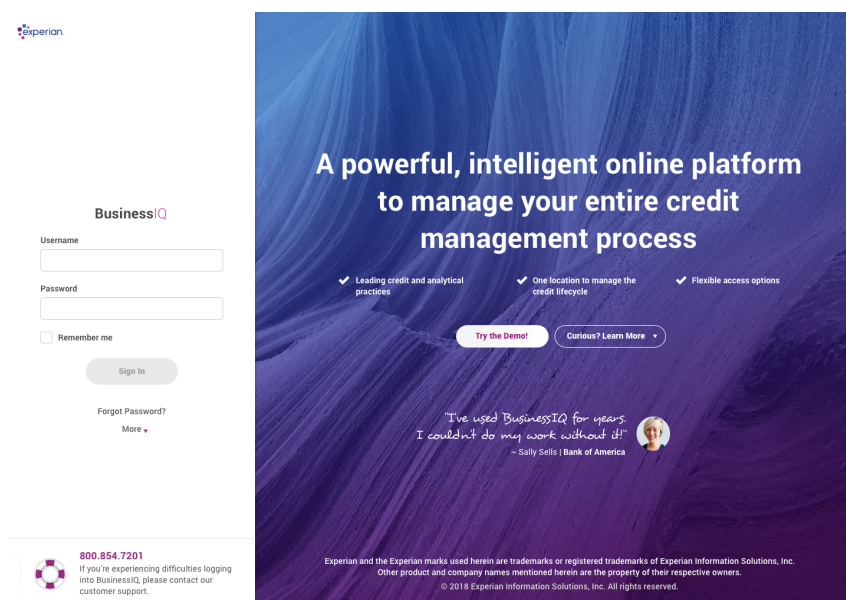 experian.
BusinessIQ
Username
Password
Remember me
Sign In
Forgot Password?
More
800.854.7201
If you're experiencing difficulties logging
into BusinessIQ, please contact our
customer support.
A powerful, intelligent online platform
to manage your entire credit
management process
Leading credit and analytical
practices
One location to manage the
credit lifecycle
Flexible access options
Try the Demo!
Curious? Learn More
"I've used BusinessIQ for years.
I couldn't do my work without it!"
~ Sally Sells | Bank of America
Experian and the Experian marks used herein are trademarks or registered trademarks of Experian Information Solutions, Inc.
Other product and company names mentioned herein are the property of their respective owners.
© 2018 Experian Information Solutions, Inc. All rights reserved.